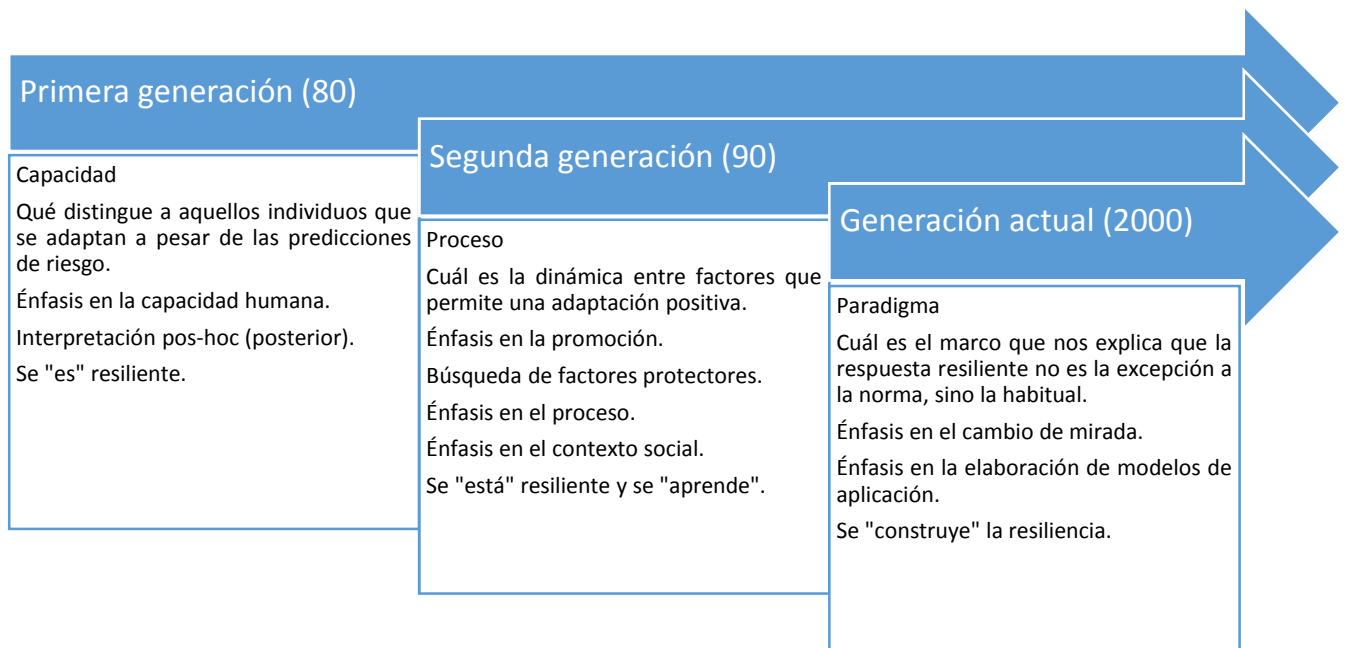 Primera generación (80)
Capacidad
Qué distingue a aquellos individuos que
se adaptan a pesar de las predicciones
de riesgo.
Énfasis en la capacidad humana.
Interpretación pos-hoc (posterior).
Se "es" resiliente.
Segunda generación (90)
Proceso
Cuál es la dinámica entre factores que
permite una adaptación positiva.
Énfasis en la promoción.
Búsqueda de factores protectores.
Énfasis en el proceso.
Énfasis en el contexto social.
Se "está" resiliente y se "aprende".
Generación actual (2000)
Paradigma
Cuál es el marco que nos explica que la
respuesta resiliente no es la excepción a
la norma, sino la habitual.
Énfasis en el cambio de mirada.
Énfasis en la elaboración de modelos de
aplicación.
Se "construye" la resiliencia.